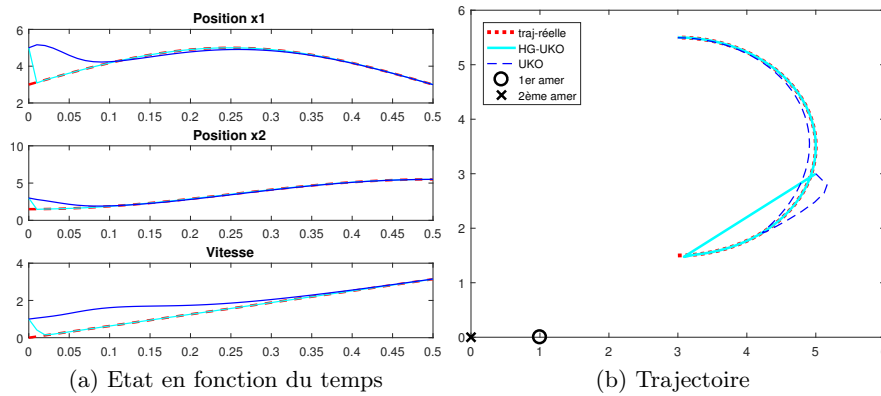 Position x1
6
4
2
0 0.05 0.1 0.15 0.2 0.25 0.3 0.35 0.4 0.45 0.5
Position x2
10
5
0
0 0.05 0.1 0.15 0.2 0.25 0.3 0.35 0.4 0.45 0.5
Vitesse
4
2
0
0 0.05 0.1 0.15 0.2 0.25 0.3 0.35 0.4 0.45 0.5
(a) Etat en fonction du temps
6
5
4
3
2
1
0
0 1 2 3 4 5 6
traj-réelle
HG-UKO
UKO
1er amer
2ème amer
(b) Trajectoire